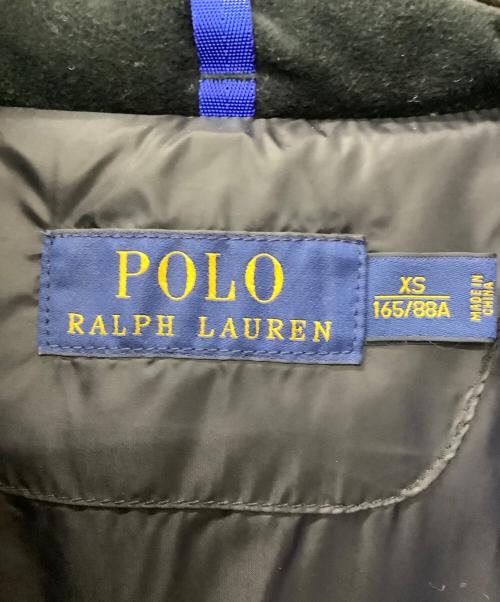 POLO
RALPH LAUREN
XS
165/88A
MADE IN
CHINA